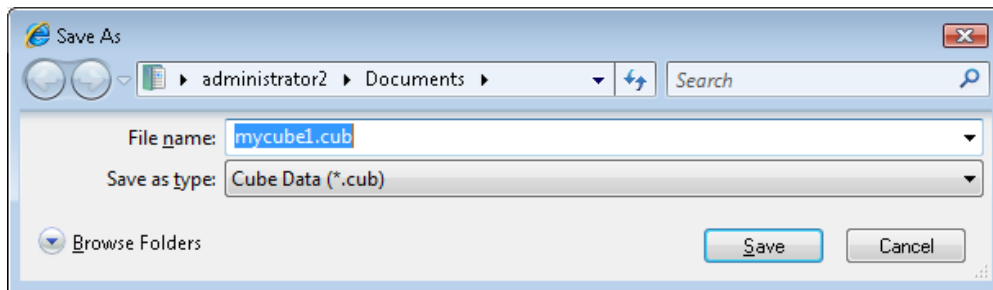 Save As
administrator2 Documents Search
File name: mycube1.cub
Save as type: Cube Data (*.cub)
Browse Folders Save Cancel